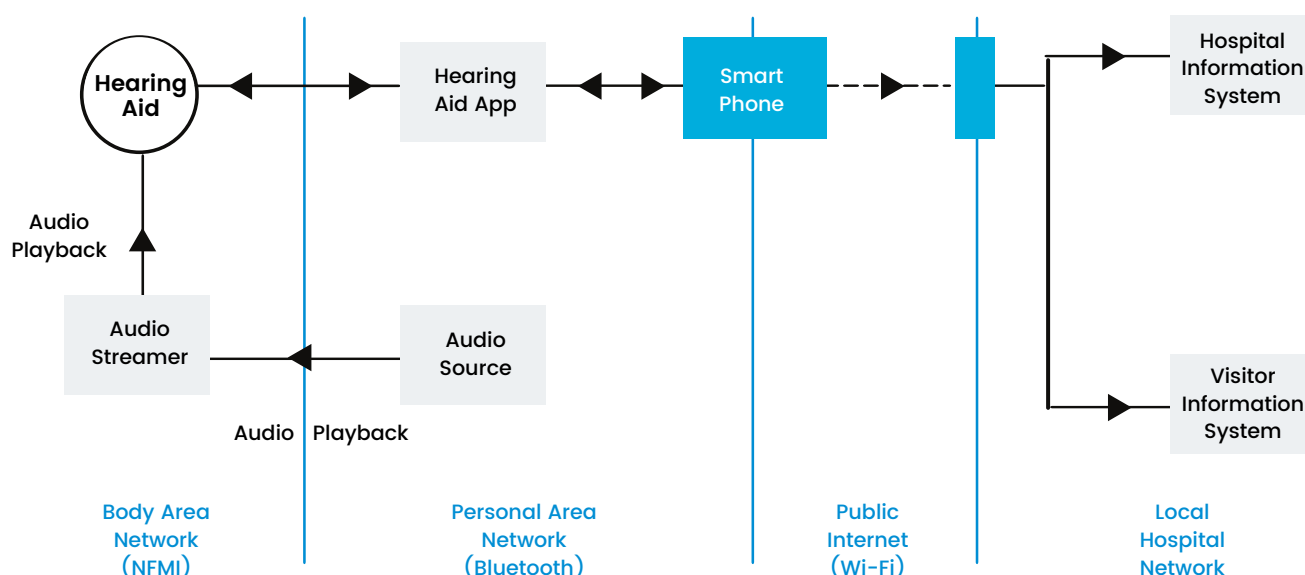 Hearing
Aid
Hearing
Aid App
Smart
Phone
Hospital
Information
System
Audio
Playback
Audio
Streamer
Audio
Source
Visitor
Information
System
Audio Playback
Body Area
Network
(NFMI)
Personal Area
Network
(Bluetooth)
Public
Internet
(Wi-Fi)
Local
Hospital
Network